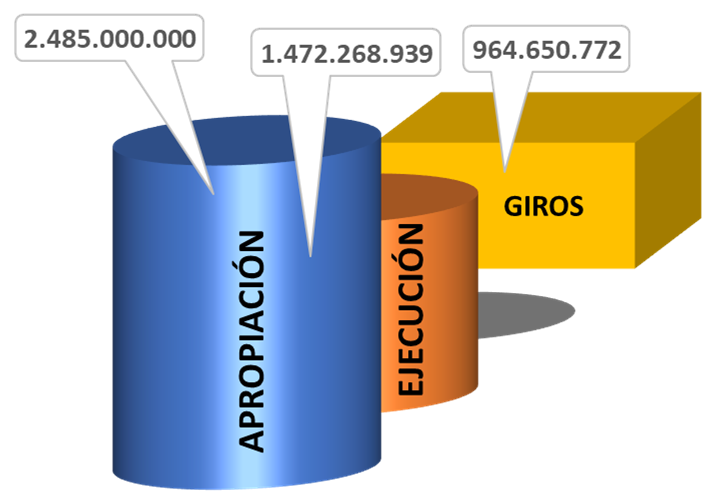 2.485.000.000
1.472.268.939
964.650.772
APROPIACIÓN
EJECUCIÓN
GIROS